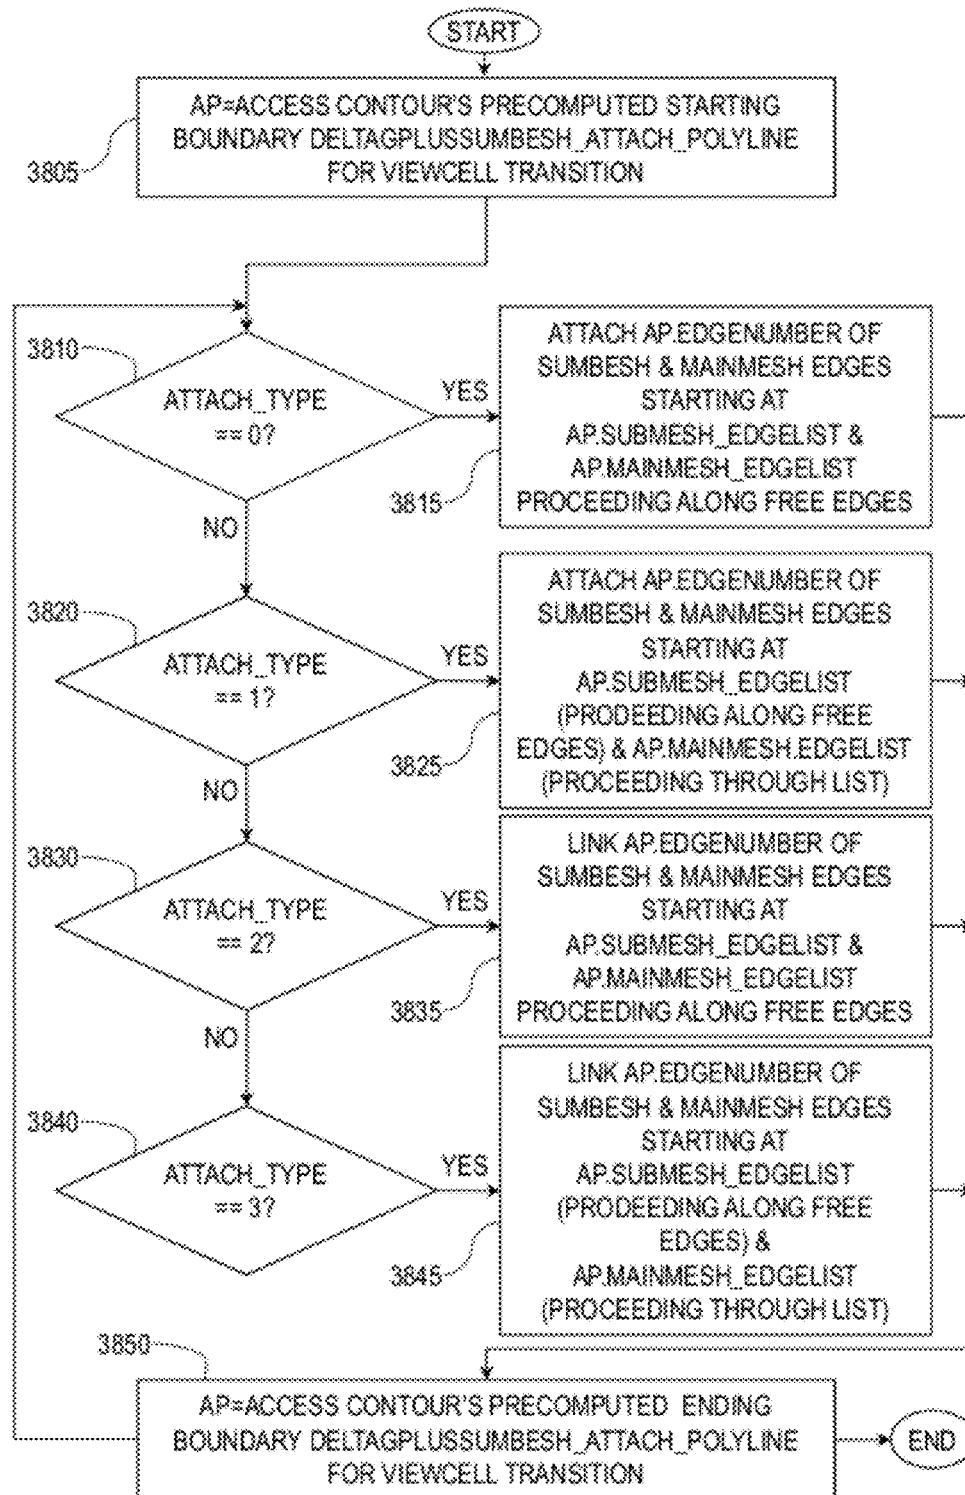 START
AP=ACCESS CONTOUR'S PRECOMPUTED STARTING
BOUNDARY DELTAGPLUSSUMBESH_ATTACH_POLYLINE
FOR VIEWCELL TRANSITION
3805
3810
ATTACH_TYPE
== 0?
YES
NO
ATTACH AP.EDGENUMBER OF
SUMBESH & MAINMESH EDGES
STARTING AT
AP.SUBMESH_EDGELIST &
AP.MAINMESH_EDGELIST
PROCEEDING ALONG FREE EDGES
3815
3820
ATTACH_TYPE
== 1?
YES
NO
ATTACH AP.EDGENUMBER OF
SUMBESH & MAINMESH EDGES
STARTING AT
AP.SUBMESH_EDGELIST
(PRODEEDING ALONG FREE
EDGES) & AP.MAINMESH.EDGELIST
(PROCEEDING THROUGH LIST)
3825
3830
ATTACH_TYPE
== 2?
YES
NO
LINK AP.EDGENUMBER OF
SUMBESH & MAINMESH EDGES
STARTING AT
AP.SUBMESH_EDGELIST &
AP.MAINMESH_EDGELIST
PROCEEDING ALONG FREE EDGES
3835
3840
ATTACH_TYPE
== 3?
YES
LINK AP.EDGENUMBER OF
SUMBESH & MAINMESH EDGES
STARTING AT
AP.SUBMESH_EDGELIST
(PRODEEDING ALONG FREE
EDGES) &
AP.MAINMESH_EDGELIST
(PROCEEDING THROUGH LIST)
3845
3850
AP=ACCESS CONTOUR'S PRECOMPUTED ENDING
BOUNDARY DELTAGPLUSSUMBESH_ATTACH_POLYLINE
FOR VIEWCELL TRANSITION
END